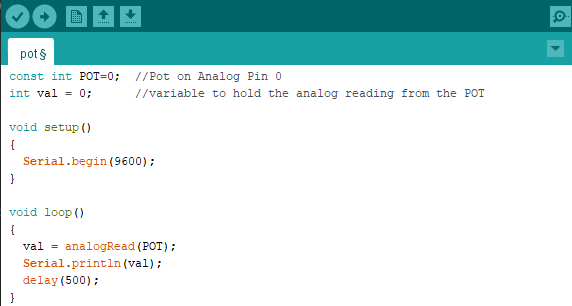 pot §
const int POT=0;  //Pot on Analog Pin 0
int val = 0;      //variable to hold the analog reading from the POT
void setup()
{
  Serial.begin(9600);
}
void loop()
{
  val = analogRead(POT);
  Serial.println(val);
  delay(500);
}